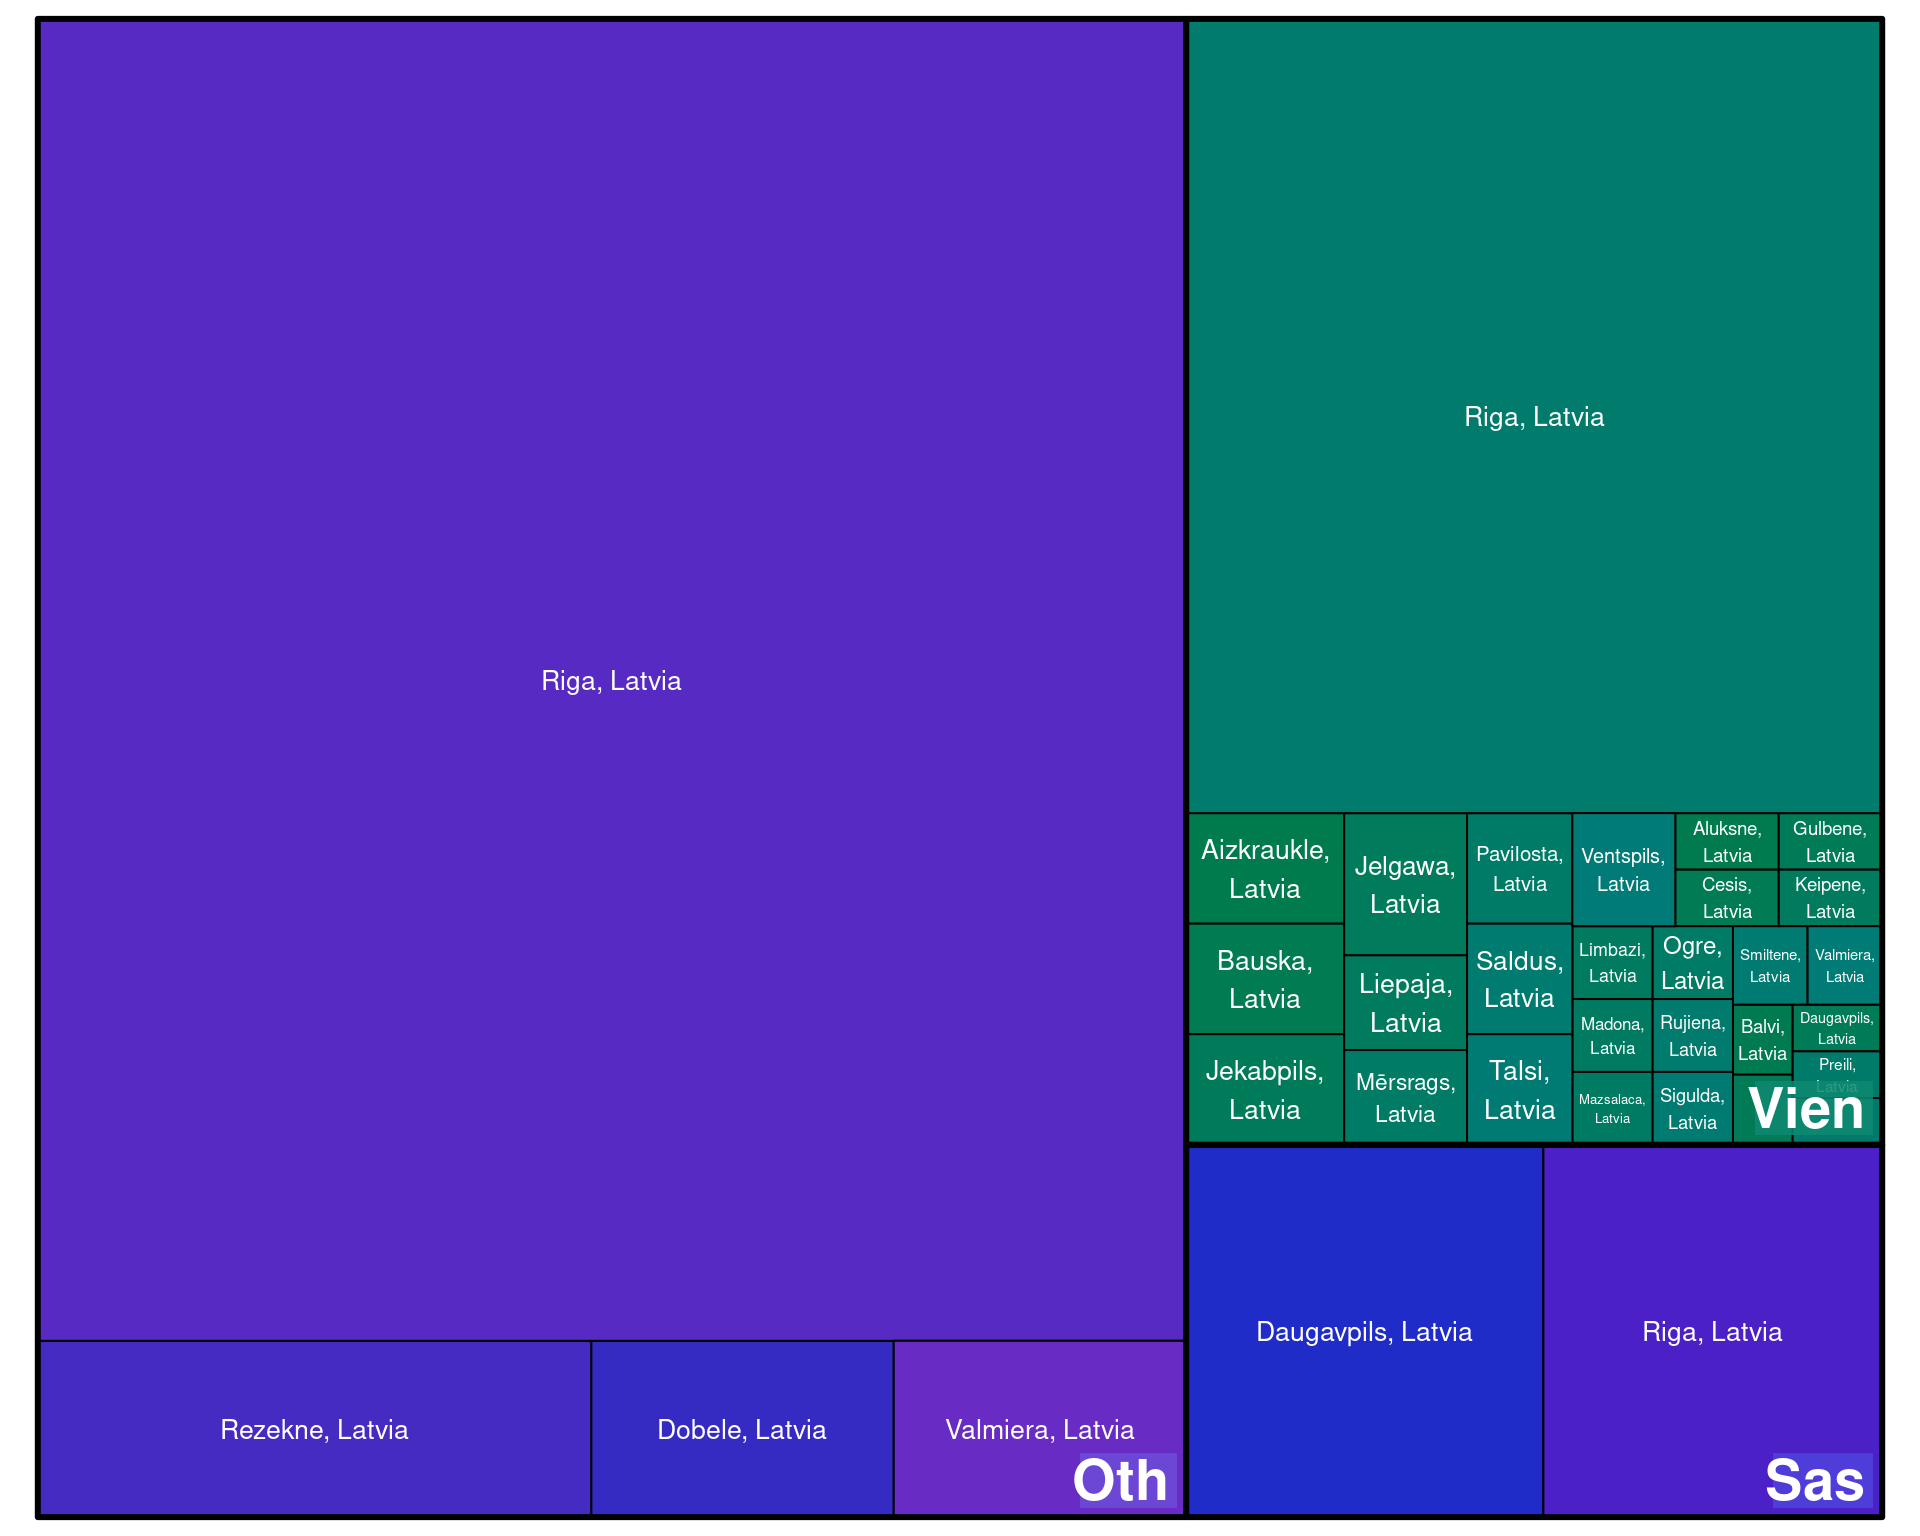 Riga, Latvia
Rezekne, Latvia
Dobele, Latvia
Valmiera, Latvia
Oth
Riga, Latvia
Aizkraukle,
Latvia
Bauska,
Latvia
Jekabpils,
Latvia
Jelgawa,
Latvia
Liepaja,
Latvia
Mērsrags,
Latvia
Pavilosta,
Latvia
Saldus,
Latvia
Talsi,
Latvia
Ventspils,
Latvia
Aluksne,
Latvia
Gulbene,
Latvia
Cesis,
Latvia
Keipene,
Latvia
Limbazi,
Latvia
Ogre,
Latvia
Smiltene,
Latvia
Valmiera,
Latvia
Madona,
Latvia
Rujiena,
Latvia
Balvi,
Latvia
Daugavpils,
Latvia
Preili,
Latvia
Mazsalaca,
Latvia
Sigulda,
Latvia
Vien
Daugavpils, Latvia
Riga, Latvia
Sas